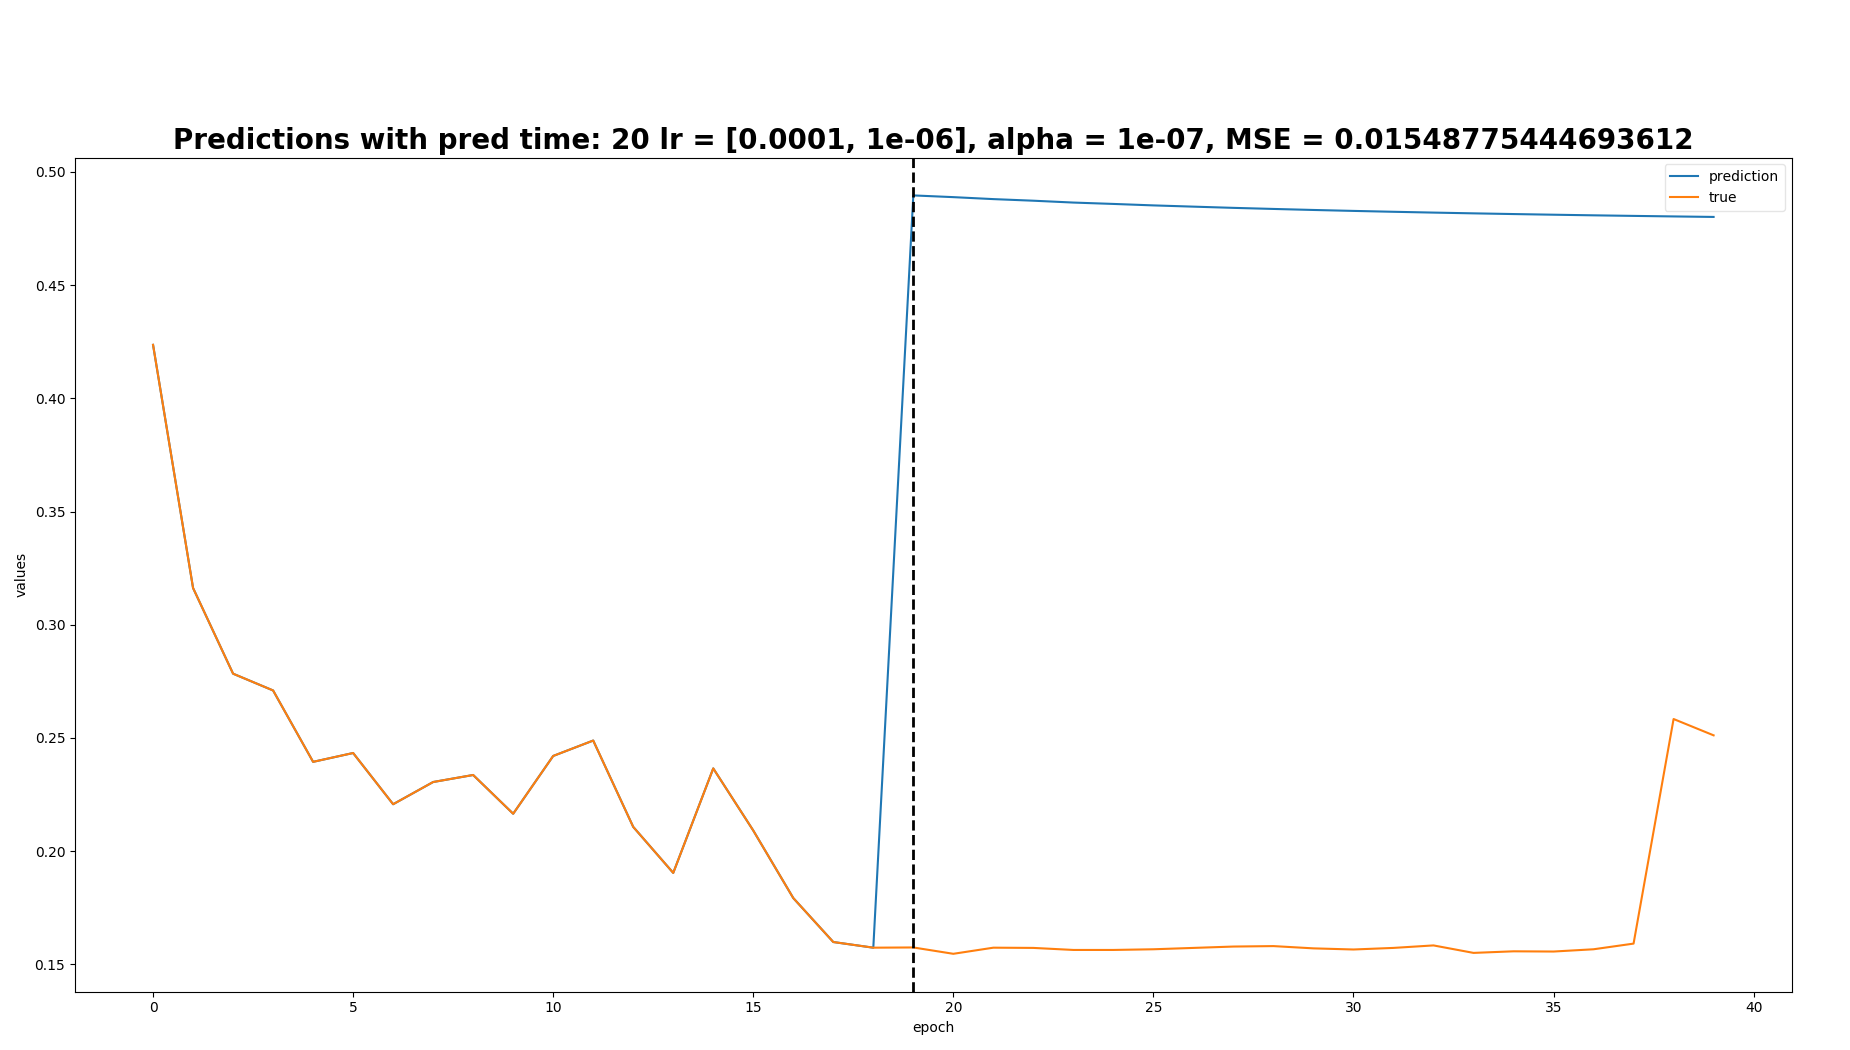 Predictions with pred time: 20 lr = [0.0001, 1e-06], alpha = 1e-07, MSE = 0.01548775444693612
prediction
true
0.50
0.45
0.40
0.35
0.30
0.25
0.20
0.15
values
0 5 10 15 20 25 30 35 40
epoch